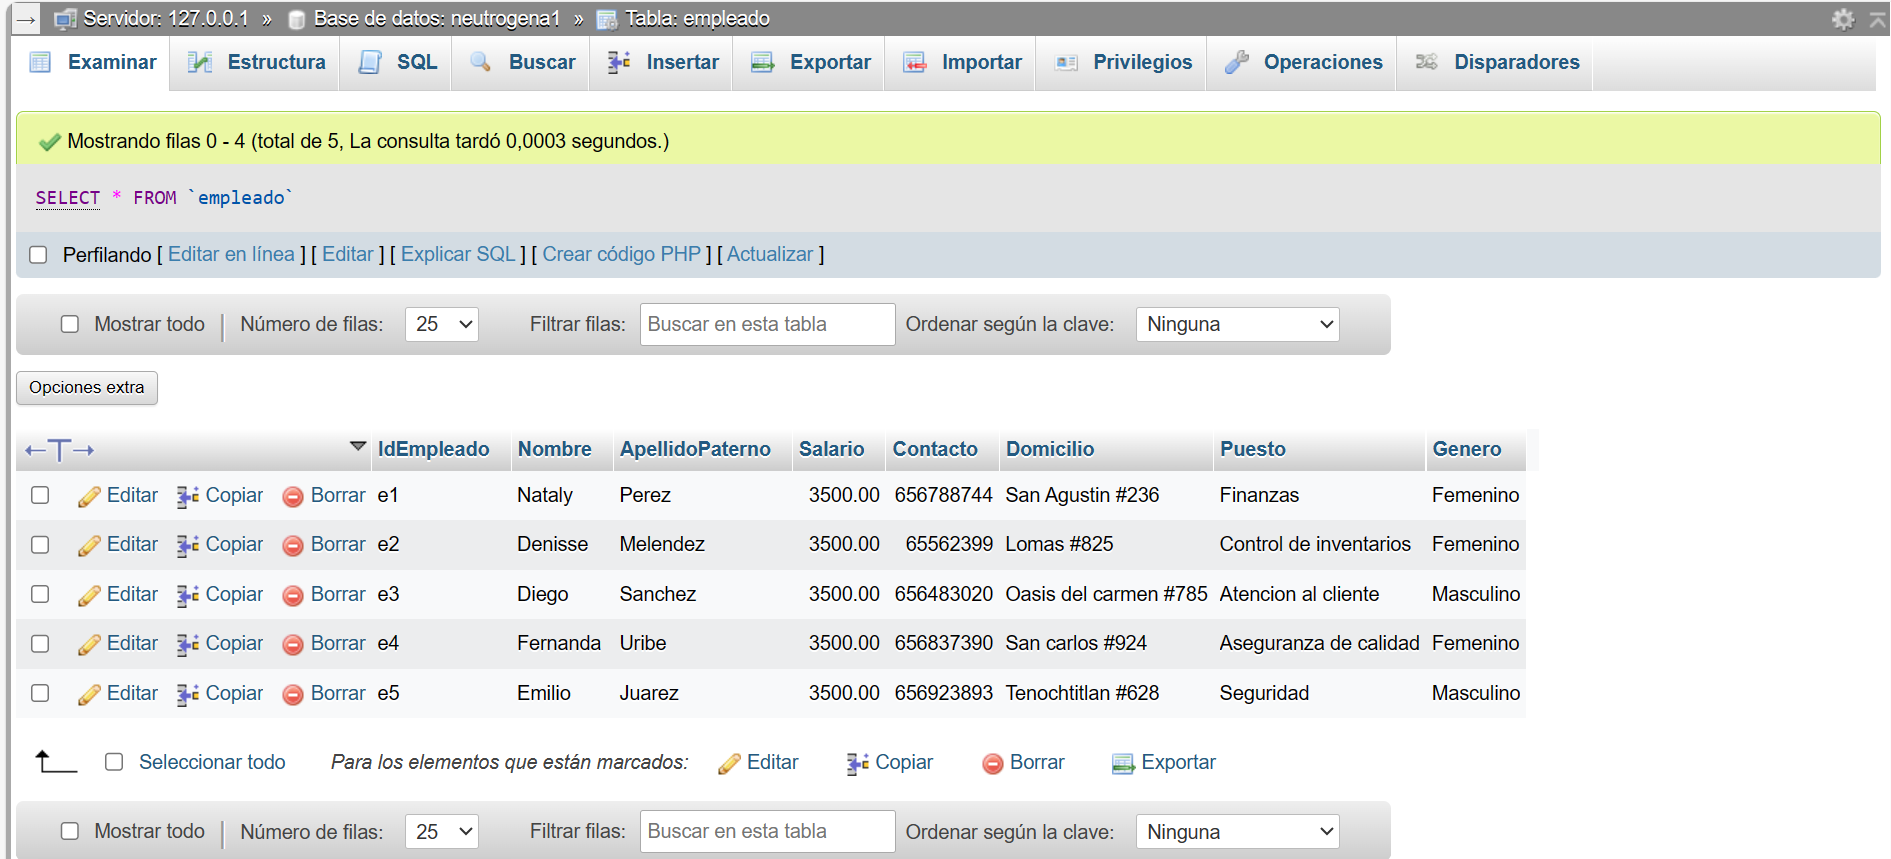 Servidor: 127.0.0.1 » Base de datos: neutrogena1 » Tabla: empleado
Examinar Estructura SQL Buscar Insertar Exportar Importar Privilegios Operaciones Disparadores
Mostrando filas 0 - 4 (total de 5, La consulta tardó 0,0003 segundos.)
SELECT * FROM `empleado`
Perfilando [ Editar en línea ] [ Editar ] [ Explicar SQL ] [ Crear código PHP ] [ Actualizar ]
Mostrar todo | Número de filas: 25 Filtrar filas: Buscar en esta tabla Ordenar según la clave: Ninguna
Opciones extra
←T→ IdEmpleado Nombre ApellidoPaterno Salario Contacto Domicilio Puesto Genero
Editar Copiar Borrar e1 Nataly Perez 3500.00 656788744 San Agustin #236 Finanzas Femenino
Editar Copiar Borrar e2 Denisse Melendez 3500.00 65562399 Lomas #825 Control de inventarios Femenino
Editar Copiar Borrar e3 Diego Sanchez 3500.00 656483020 Oasis del carmen #785 Atencion al cliente Masculino
Editar Copiar Borrar e4 Fernanda Uribe 3500.00 656837390 San carlos #924 Aseguranza de calidad Femenino
Editar Copiar Borrar e5 Emilio Juarez 3500.00 656923893 Tenochtitlan #628 Seguridad Masculino
Seleccionar todo Para los elementos que están marcados: Editar Copiar Borrar Exportar
Mostrar todo | Número de filas: 25 Filtrar filas: Buscar en esta tabla Ordenar según la clave: Ninguna